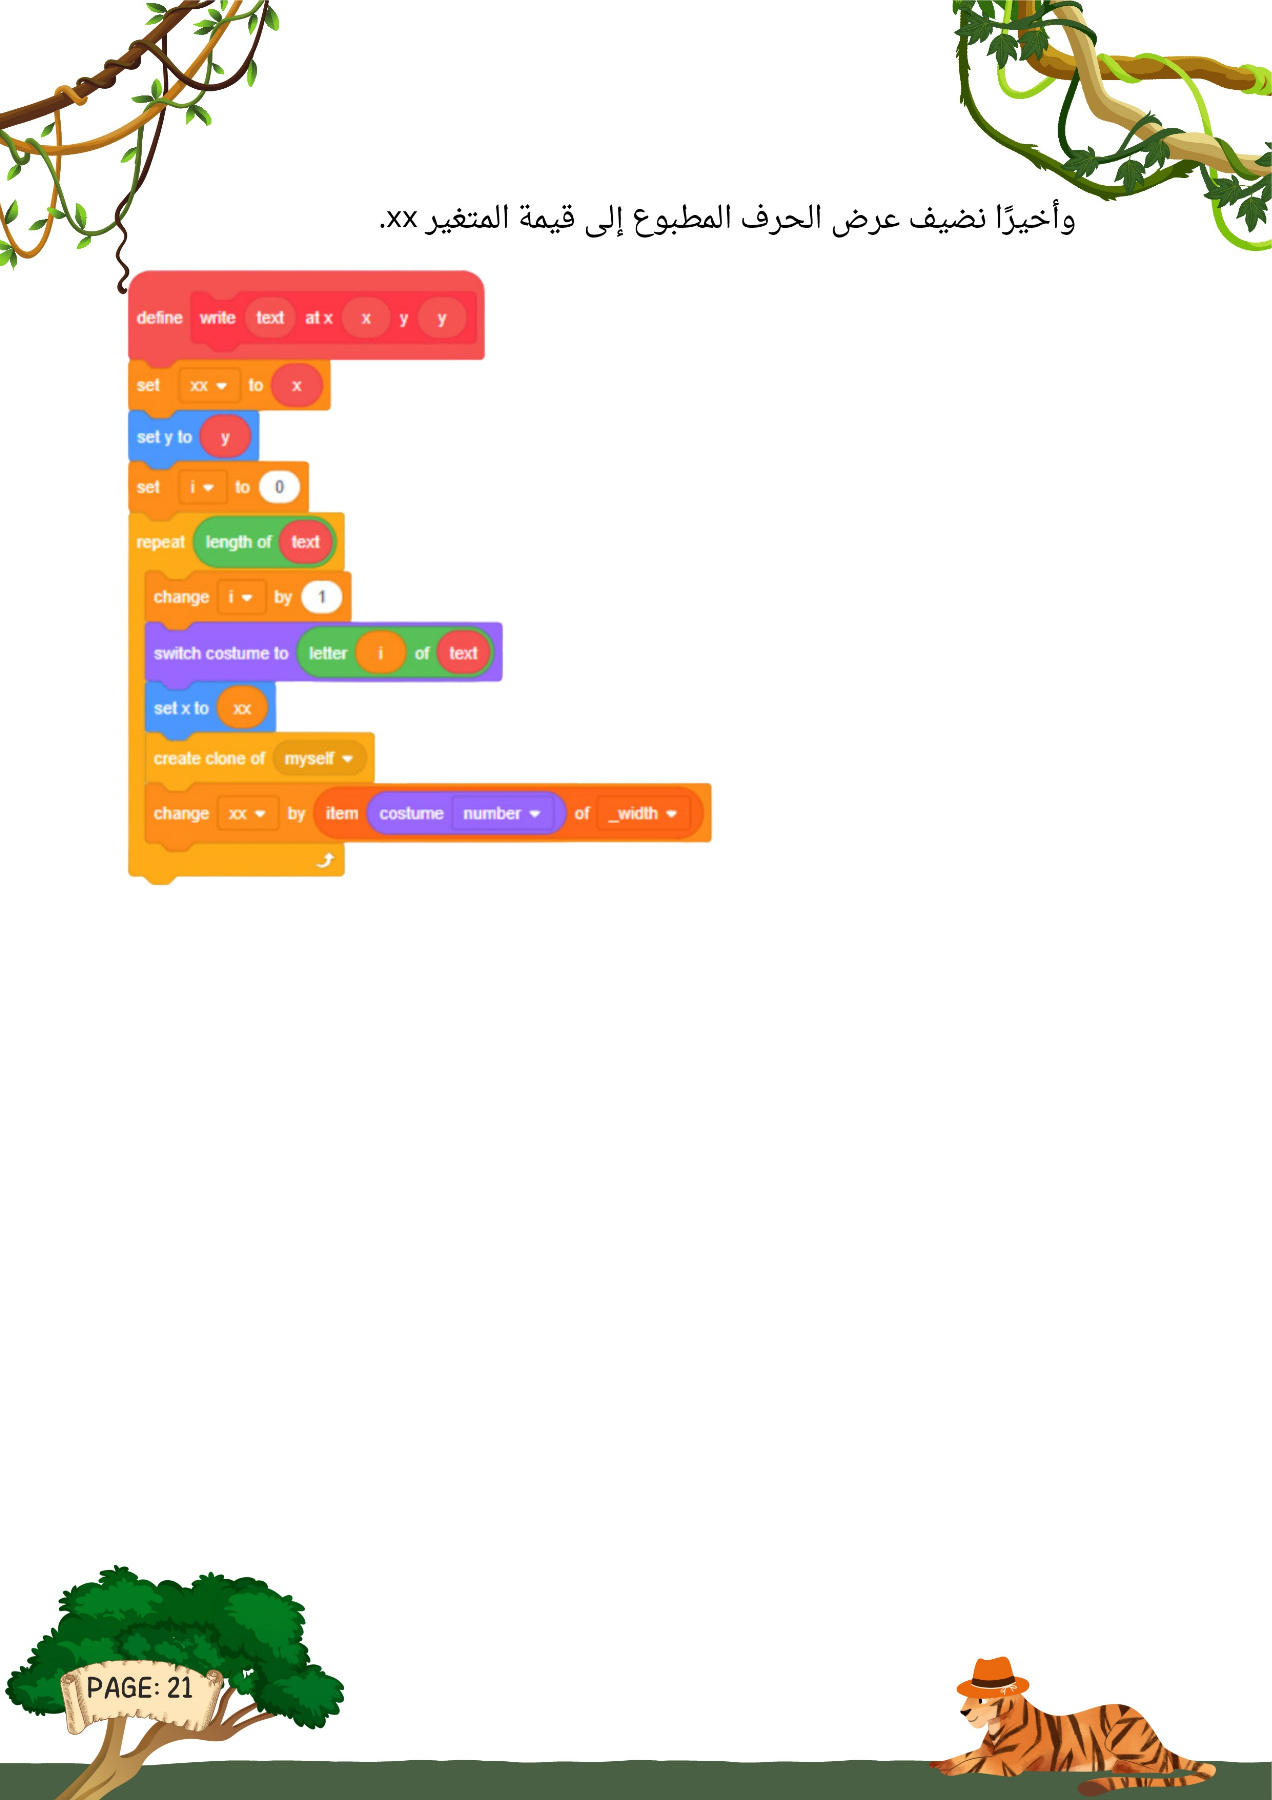 وأخيرًا نضيف عرض الحرف المطبوع إلى قيمة المتغير xx.
define write text at x x y y
set xx to x
set y to y
set i to 0
repeat length of text
change i by 1
switch costume to letter i of text
set x to xx
create clone of myself
change xx by item costume number of _width
PAGE: 21